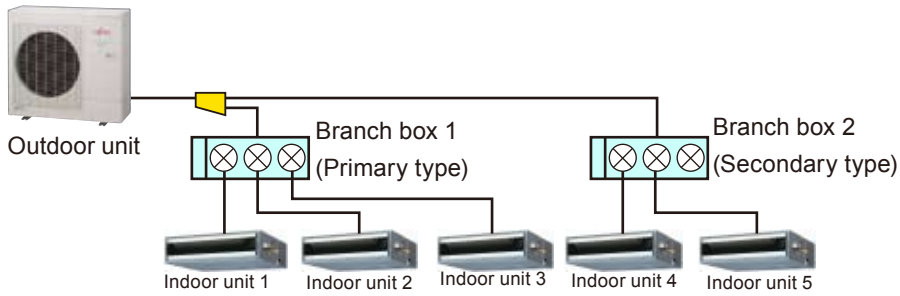 Outdoor unit
Branch box 1
(Primary type)
Branch box 2
(Secondary type)
Indoor unit 1
Indoor unit 2
Indoor unit 3
Indoor unit 4
Indoor unit 5